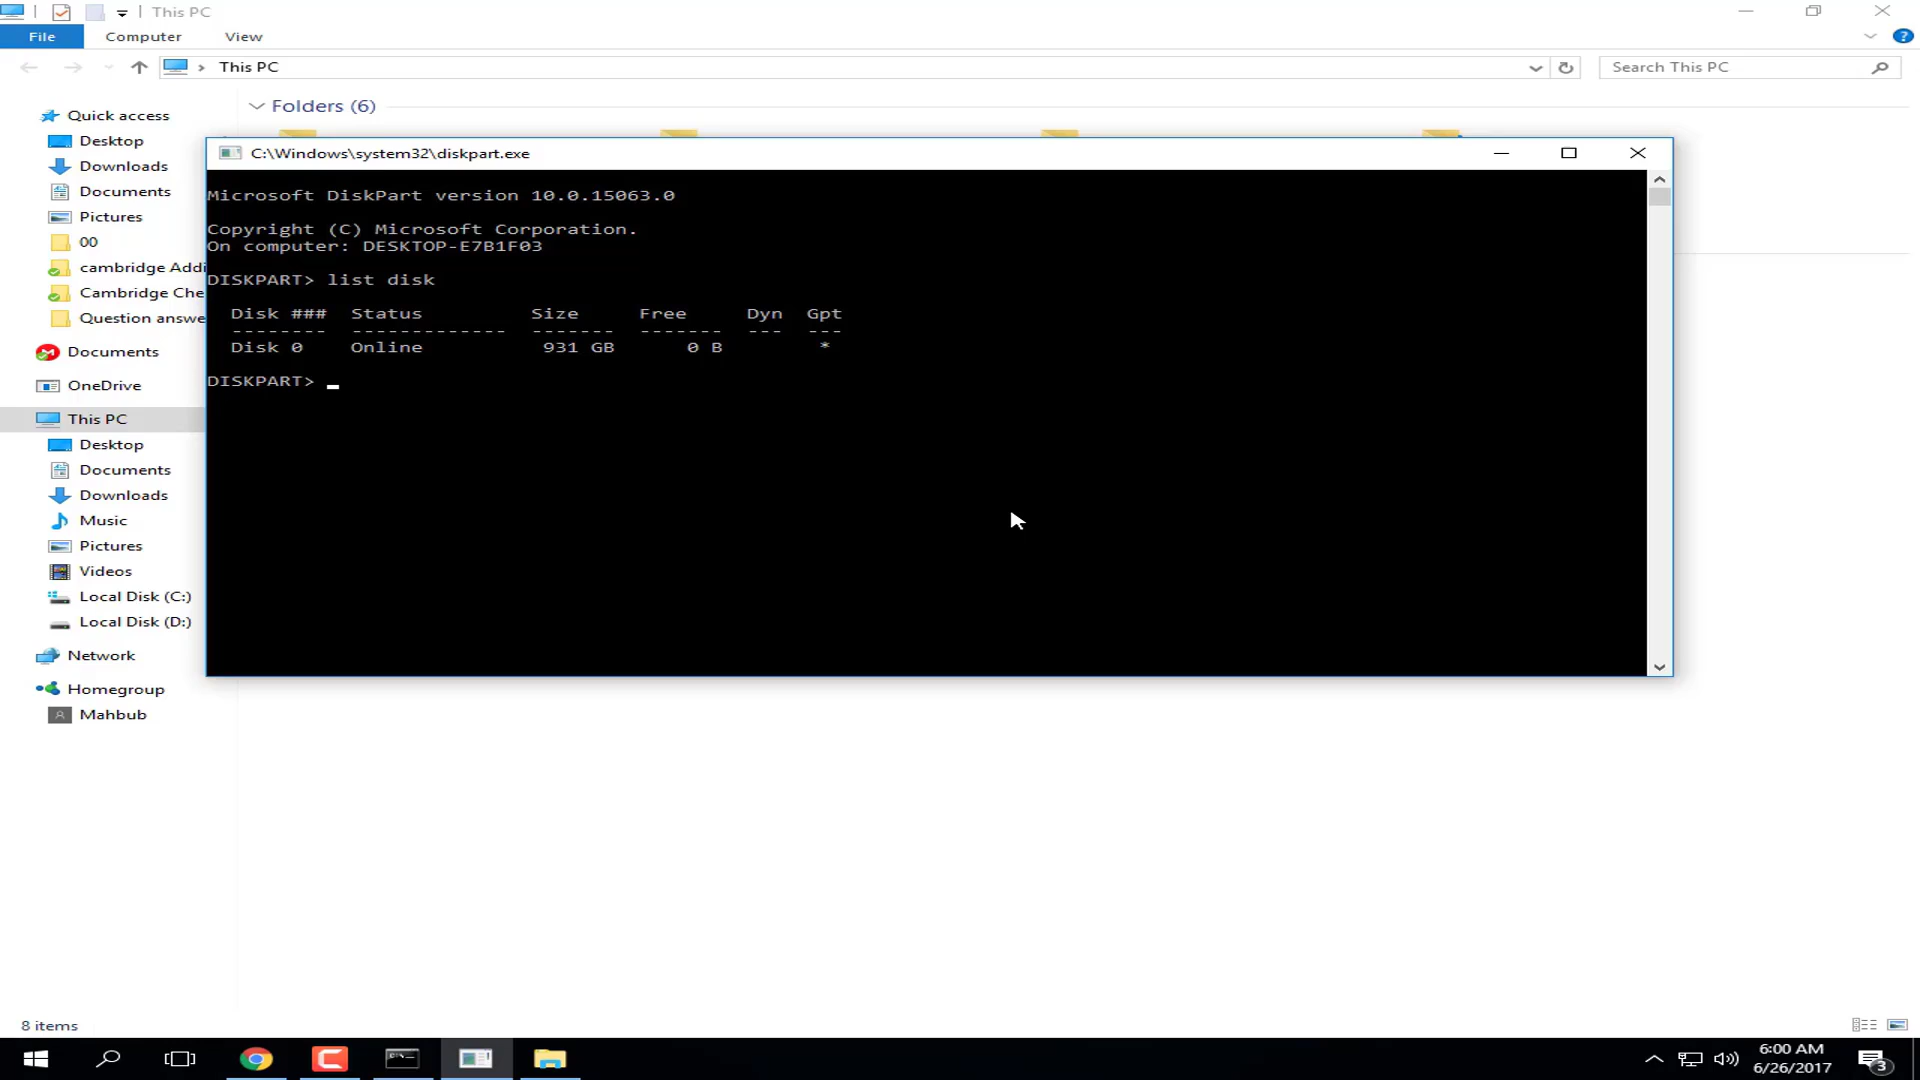 This PC
File Computer View
This PC
Search This PC
Quick access
Desktop
Downloads
Documents
Pictures
00
cambridge Addi
Cambridge Che
Question answe
Documents
OneDrive
This PC
Desktop
Documents
Downloads
Music
Pictures
Videos
Local Disk (C:)
Local Disk (D:)
Network
Homegroup
Mahbub
Folders (6)
C:\Windows\system32\diskpart.exe
Microsoft DiskPart version 10.0.15063.0
Copyright (C) Microsoft Corporation.
On computer: DESKTOP-E7B1F03
DISKPART> list disk
Disk ### Status Size Free Dyn Gpt
-------- ------------- ------- ------- --- ---
Disk 0 Online 931 GB 0 B *
DISKPART> _
8 items
6:00 AM
6/26/2017
3